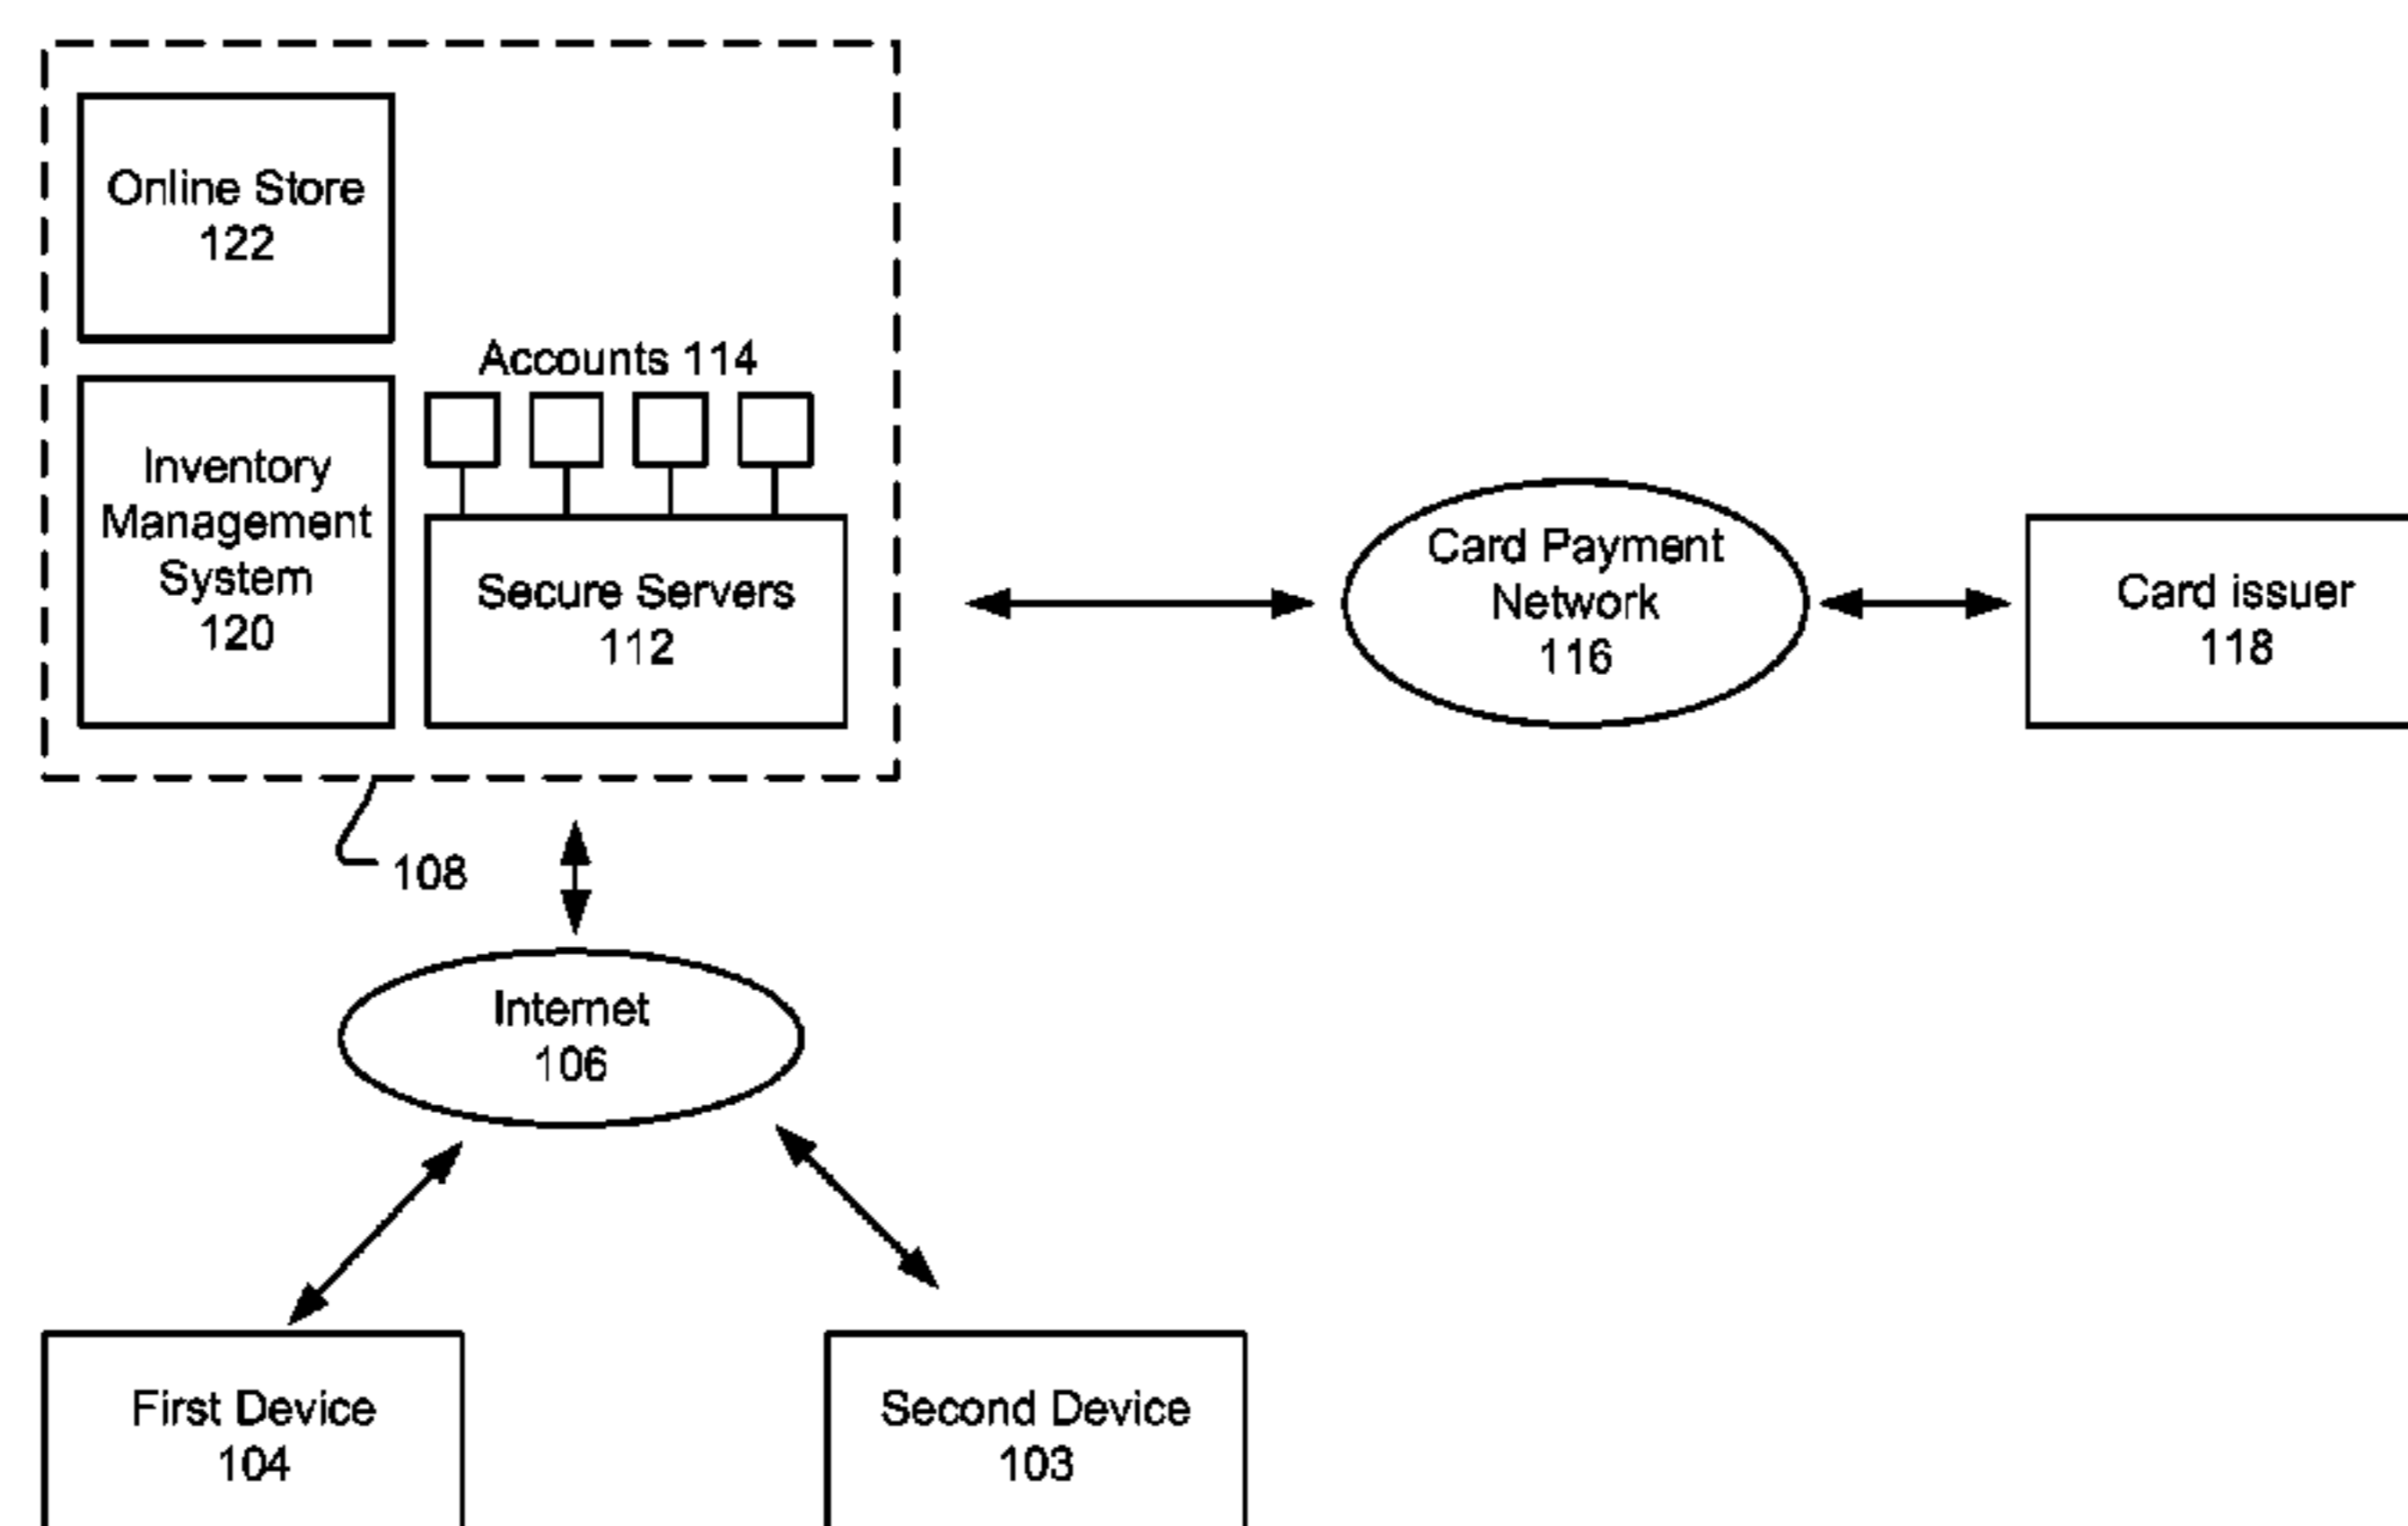 Online Store
122
Accounts 114
Inventory
Management
System
120
Secure Servers
112
Card Payment
Network
116
Card issuer
118
108
Internet
106
First Device
104
Second Device
103